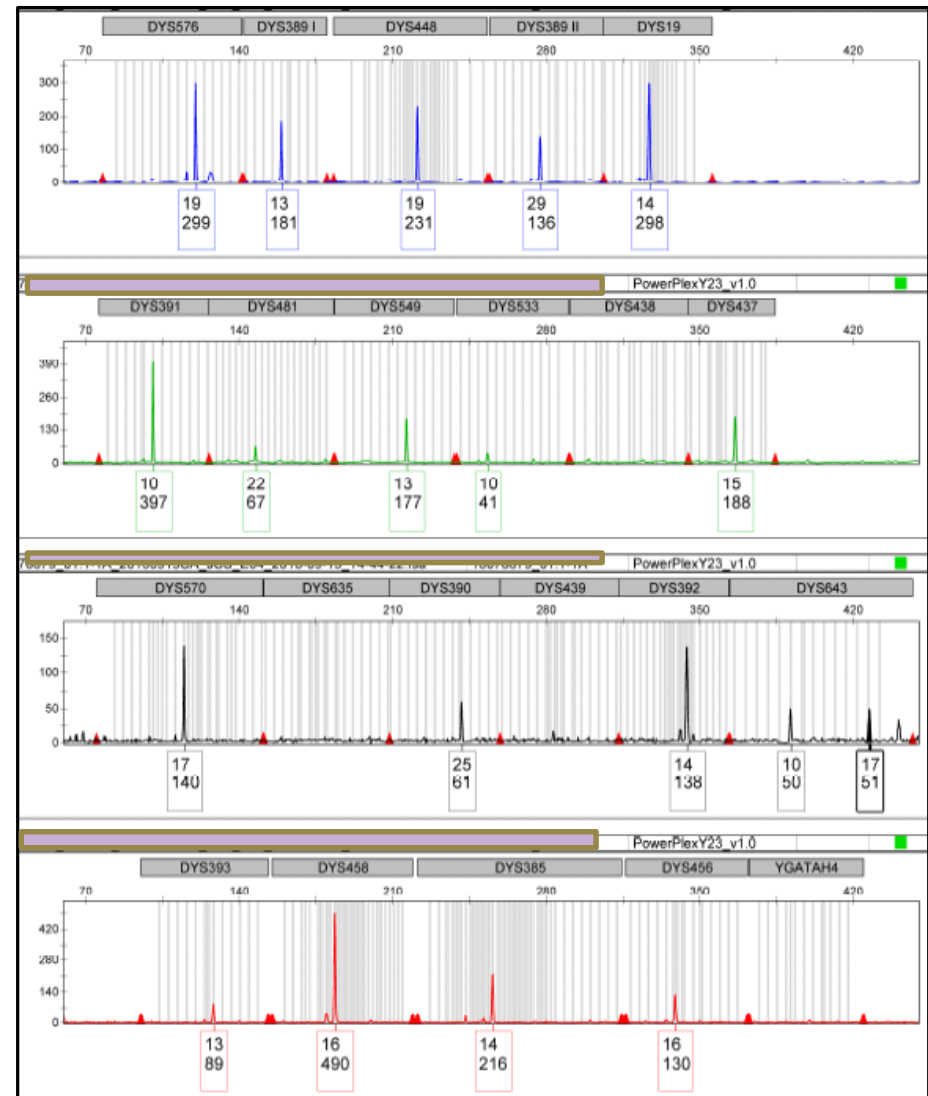 DYS576 DYS389 I DYS448 DYS389 II DYS19
70 140 210 280 350 420
300
200
100
0
19 13 19 29 14
299 181 231 136 298
PowerPlexY23_v1.0
DYS391 DYS481 DYS549 DYS533 DYS438 DYS437
70 140 210 280 350 420
390
260
130
0
10 22 13 10 15
397 67 177 41 188
PowerPlexY23_v1.0
DYS570 DYS635 DYS390 DYS439 DYS392 DYS643
70 140 210 280 350 420
150
100
50
0
17 25 14 10 17
140 61 138 50 51
PowerPlexY23_v1.0
DYS393 DYS458 DYS385 DYS456 YGATAH4
70 140 210 280 350 420
420
280
140
0
13 16 14 16
89 490 216 130